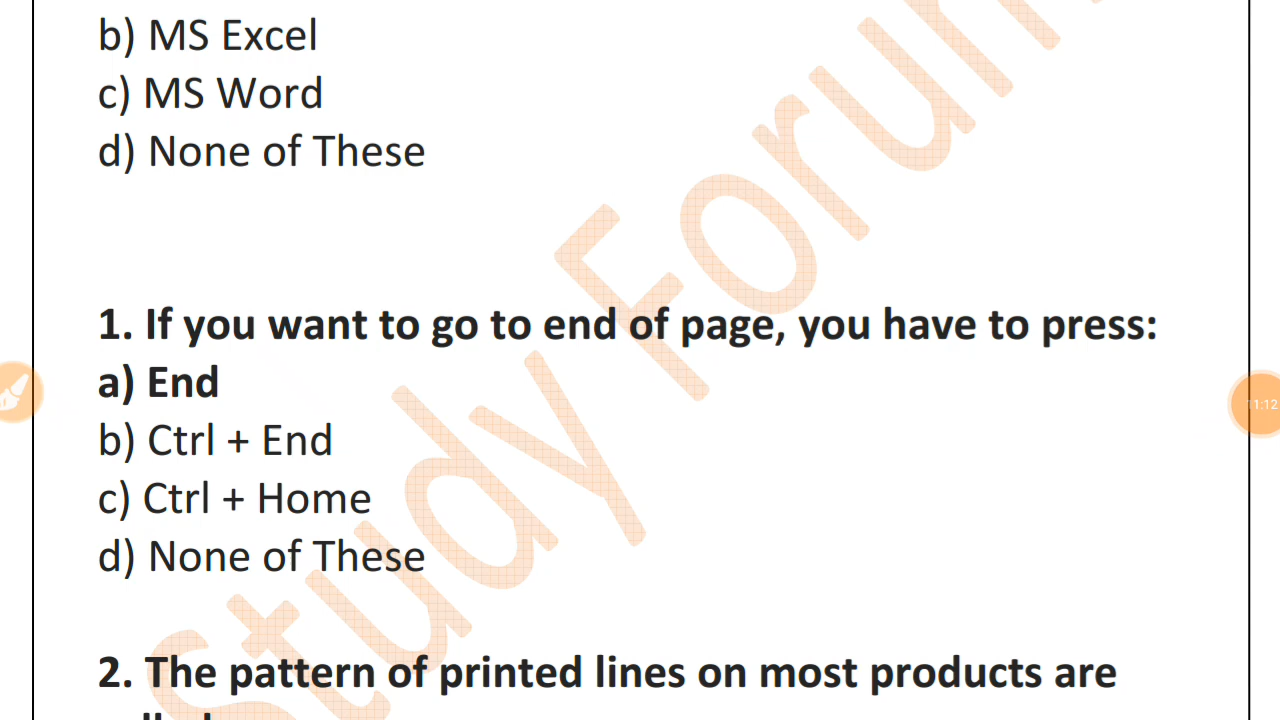 b) MS Excel
c) MS Word
d) None of These
1. If you want to go to end of page, you have to press:
a) End
b) Ctrl + End
c) Ctrl + Home
d) None of These
2. The pattern of printed lines on most products are
Study Forum
11:12